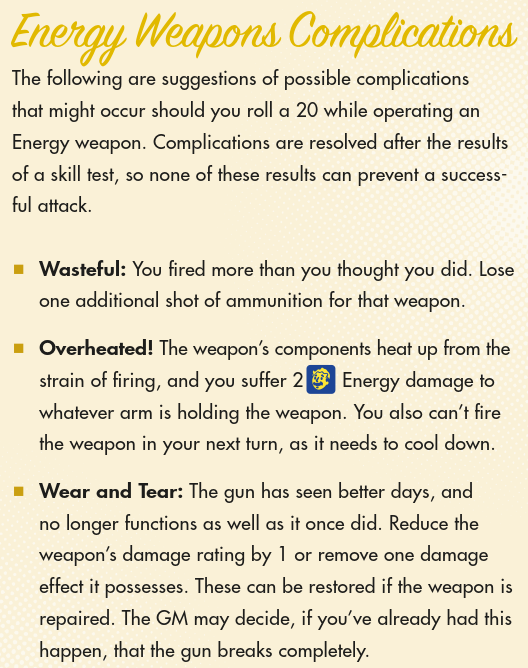 Energy Weapons Complications
The following are suggestions of possible complications
that might occur should you roll a 20 while operating an
Energy weapon. Complications are resolved after the results
of a skill test, so none of these results can prevent a success-
ful attack.
■ Wasteful: You fired more than you thought you did. Lose
one additional shot of ammunition for that weapon.
■ Overheated! The weapon’s components heat up from the
strain of firing, and you suffer 2 Energy damage to
whatever arm is holding the weapon. You also can’t fire
the weapon in your next turn, as it needs to cool down.
■ Wear and Tear: The gun has seen better days, and
no longer functions as well as it once did. Reduce the
weapon’s damage rating by 1 or remove one damage
effect it possesses. These can be restored if the weapon is
repaired. The GM may decide, if you’ve already had this
happen, that the gun breaks completely.